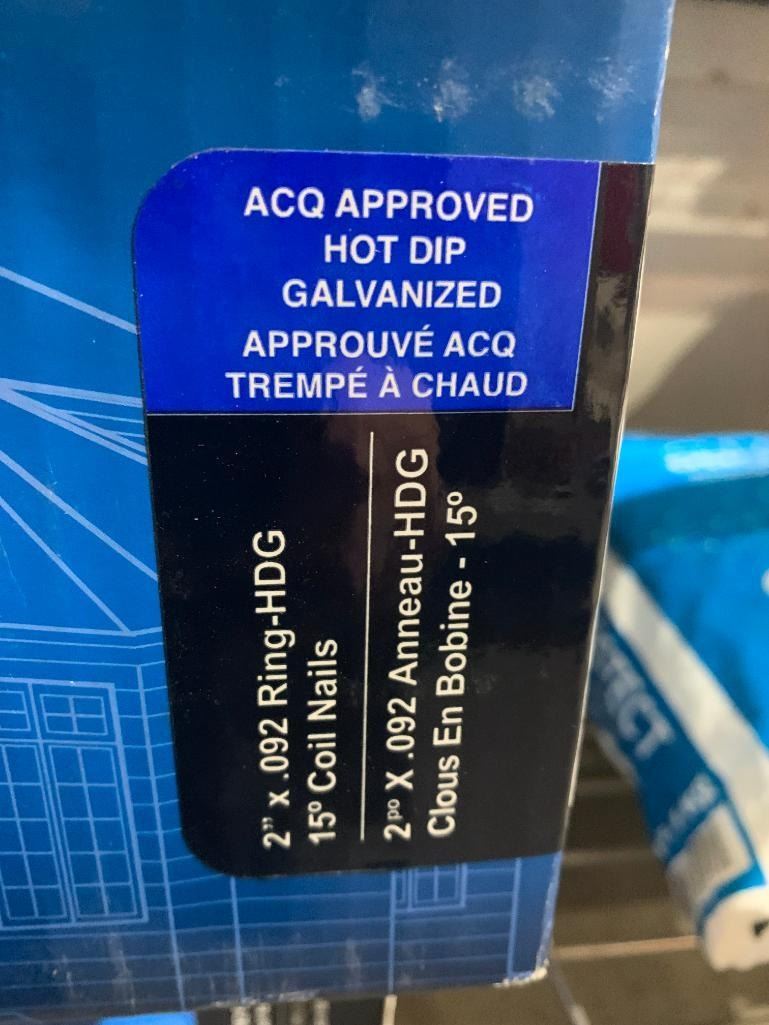 ACQ APPROVED
HOT DIP
GALVANIZED
APPROUVÉ ACQ
TREMPÉ À CHAUD
2” x .092 Ring-HDG
15º Coil Nails
2ᵖᵒ X .092 Anneau-HDG
Clous En Bobine - 15º